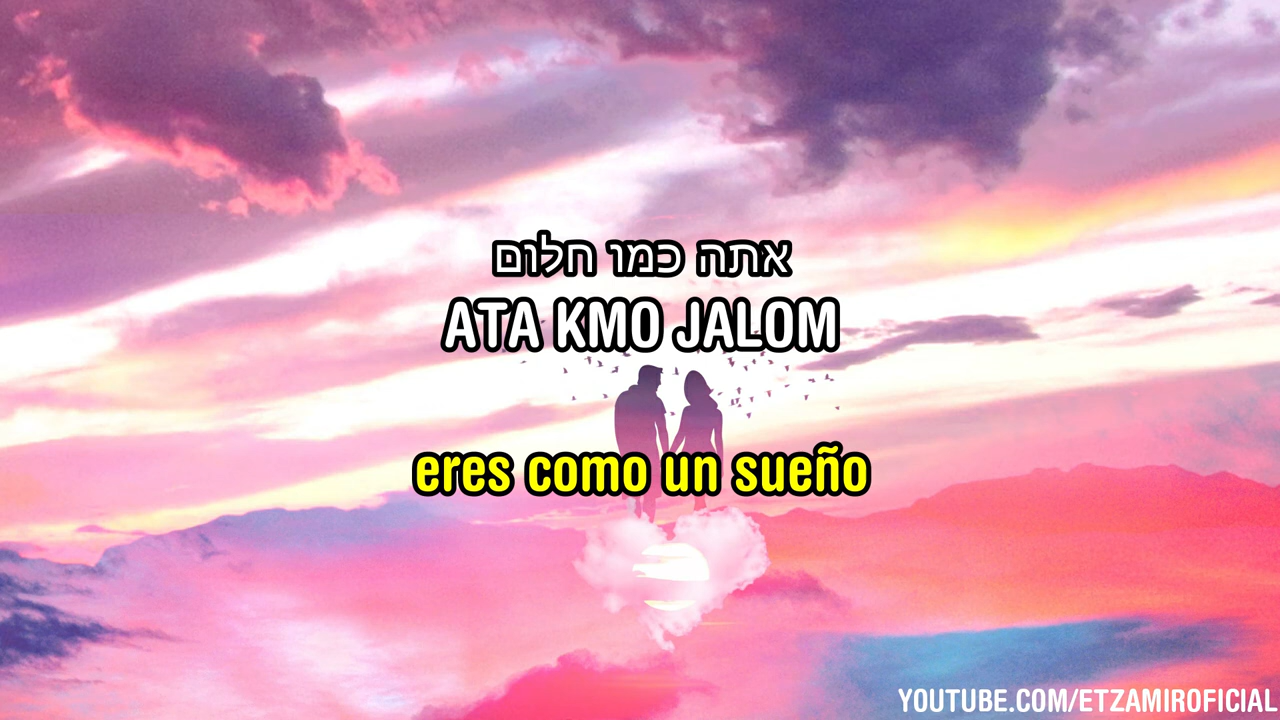 אתה כמו חלום
ATA KMO JALOM
eres como un sueño
YOUTUBE.COM/ETZAMIROFICIAL